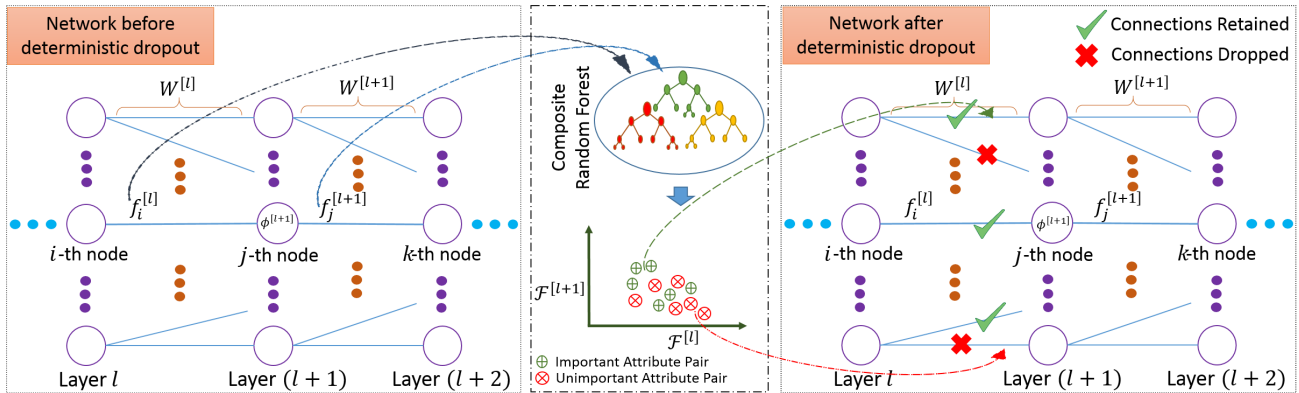 Network before
deterministic dropout
W^{[l]}
W^{[l+1]}
f_i^{[l]}
f_j^{[l+1]}
ϕ^{[l+1]}
i-th node
j-th node
k-th node
Layer l
Layer (l + 1)
Layer (l + 2)
Composite
Random Forest
ℱ^{[l+1]}
ℱ^{[l]}
Important Attribute Pair
Unimportant Attribute Pair
Network after
deterministic dropout
Connections Retained
Connections Dropped
W^{[l]}
W^{[l+1]}
f_i^{[l]}
f_j^{[l+1]}
ϕ^{[l+1]}
i-th node
j-th node
k-th node
Layer l
Layer (l + 1)
Layer (l + 2)